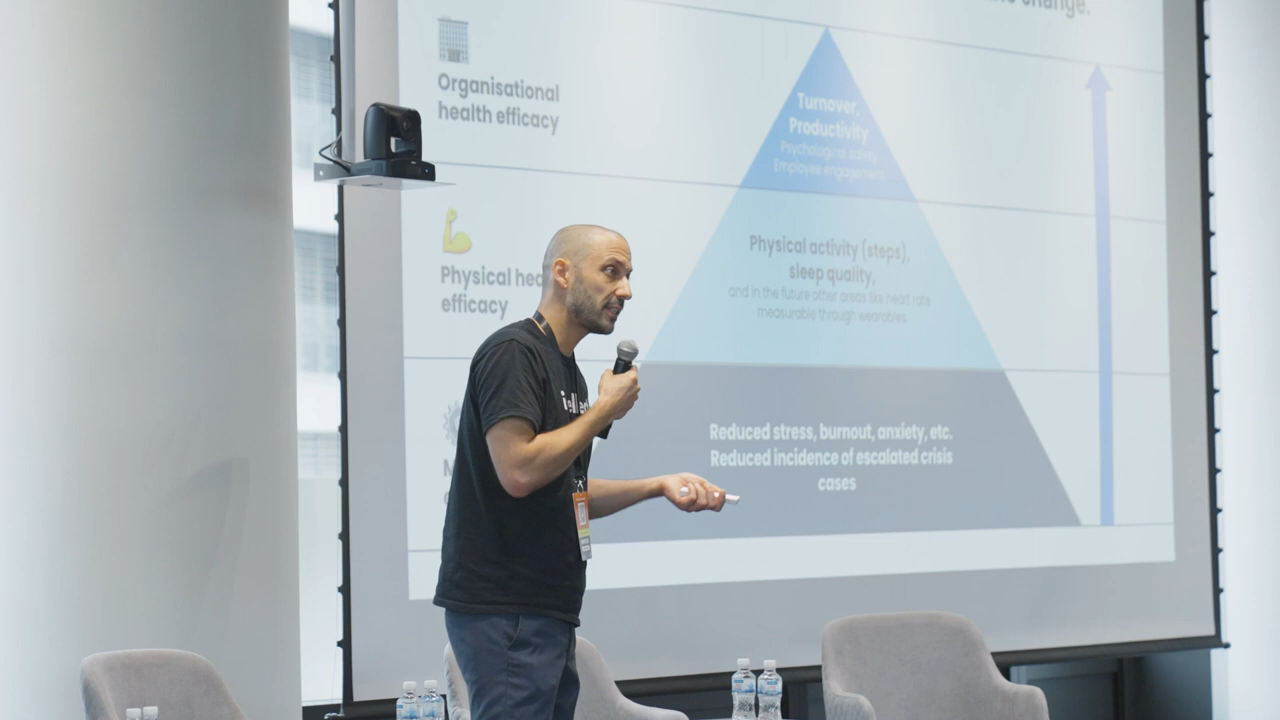 change.
Organisational
health efficacy
Turnover,
Productivity
Psychological safety
Employee engagement
Physical
efficacy
Physical activity (steps),
sleep quality,
and in the future other areas like heart rate
measurable through wearables
Reduced stress, burnout, anxiety, etc.
Reduced incidence of escalated crisis
cases